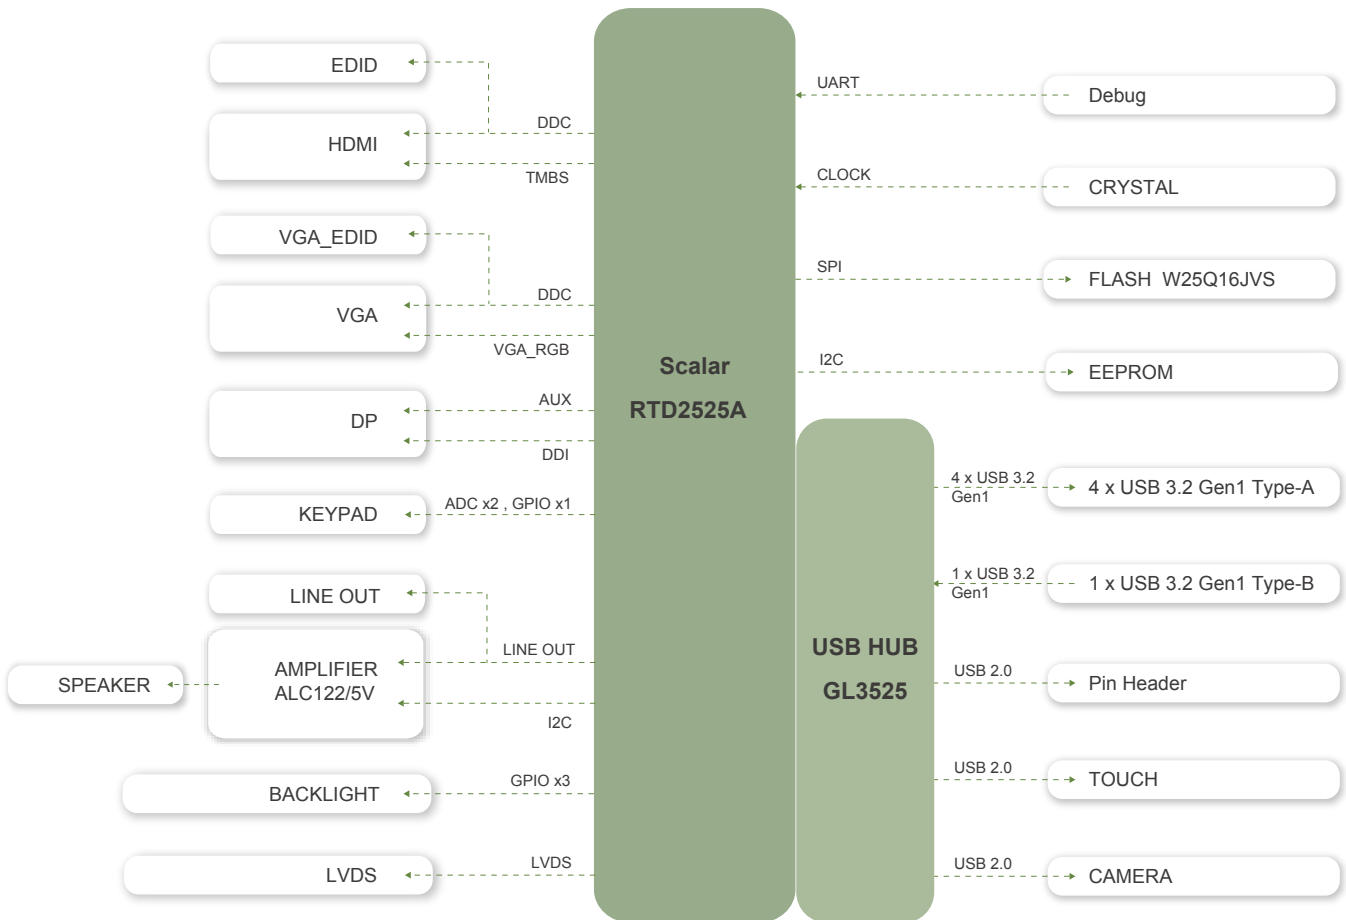 EDID
DDC
HDMI
TMBS
VGA_EDID
DDC
VGA
VGA_RGB
AUX
DP
DDI
KEYPAD
ADC x2 , GPIO x1
LINE OUT
LINE OUT
AMPLIFIER
ALC122/5V
SPEAKER
I2C
GPIO x3
BACKLIGHT
LVDS
LVDS
Scalar
RTD2525A
UART
Debug
CLOCK
CRYSTAL
SPI
FLASH W25Q16JVS
I2C
EEPROM
USB HUB
GL3525
4 x USB 3.2
Gen1
4 x USB 3.2 Gen1 Type-A
1 x USB 3.2
Gen1
1 x USB 3.2 Gen1 Type-B
USB 2.0
Pin Header
USB 2.0
TOUCH
USB 2.0
CAMERA